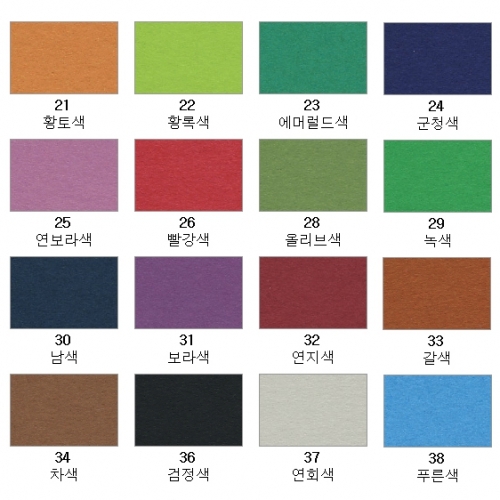 21 22 23 24
황토색 황록색 에머럴드색 군청색
25 26 28 29
연보라색 빨강색 올리브색 녹색
30 31 32 33
남색 보라색 연지색 갈색
34 36 37 38
차색 검정색 연회색 푸른색